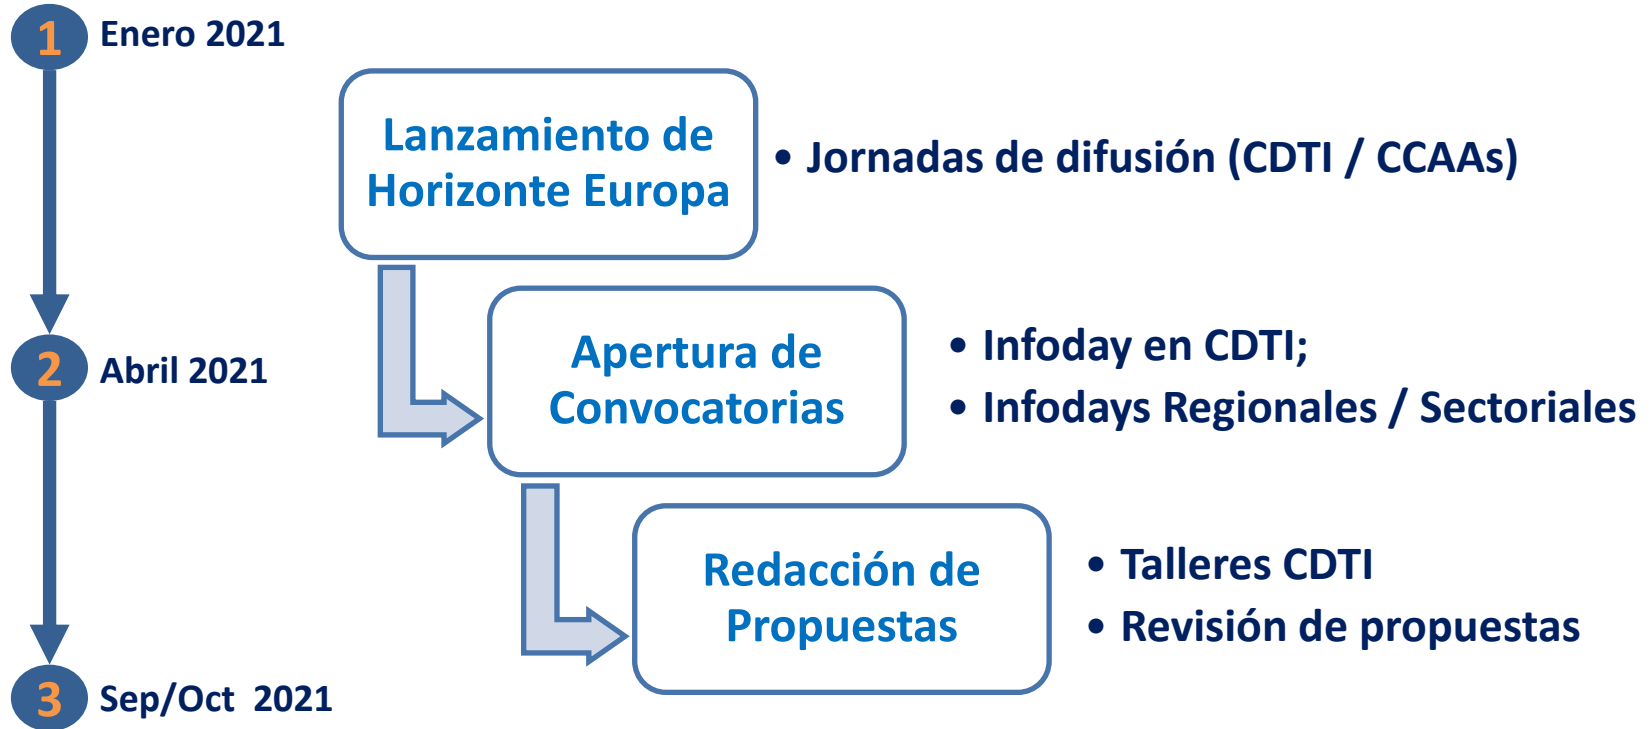 1 Enero 2021
Lanzamiento de
Horizonte Europa
• Jornadas de difusión (CDTI / CCAAs)
2 Abril 2021
Apertura de
Convocatorias
• Infoday en CDTI;
• Infodays Regionales / Sectoriales
Redacción de
Propuestas
• Talleres CDTI
• Revisión de propuestas
3 Sep/Oct 2021